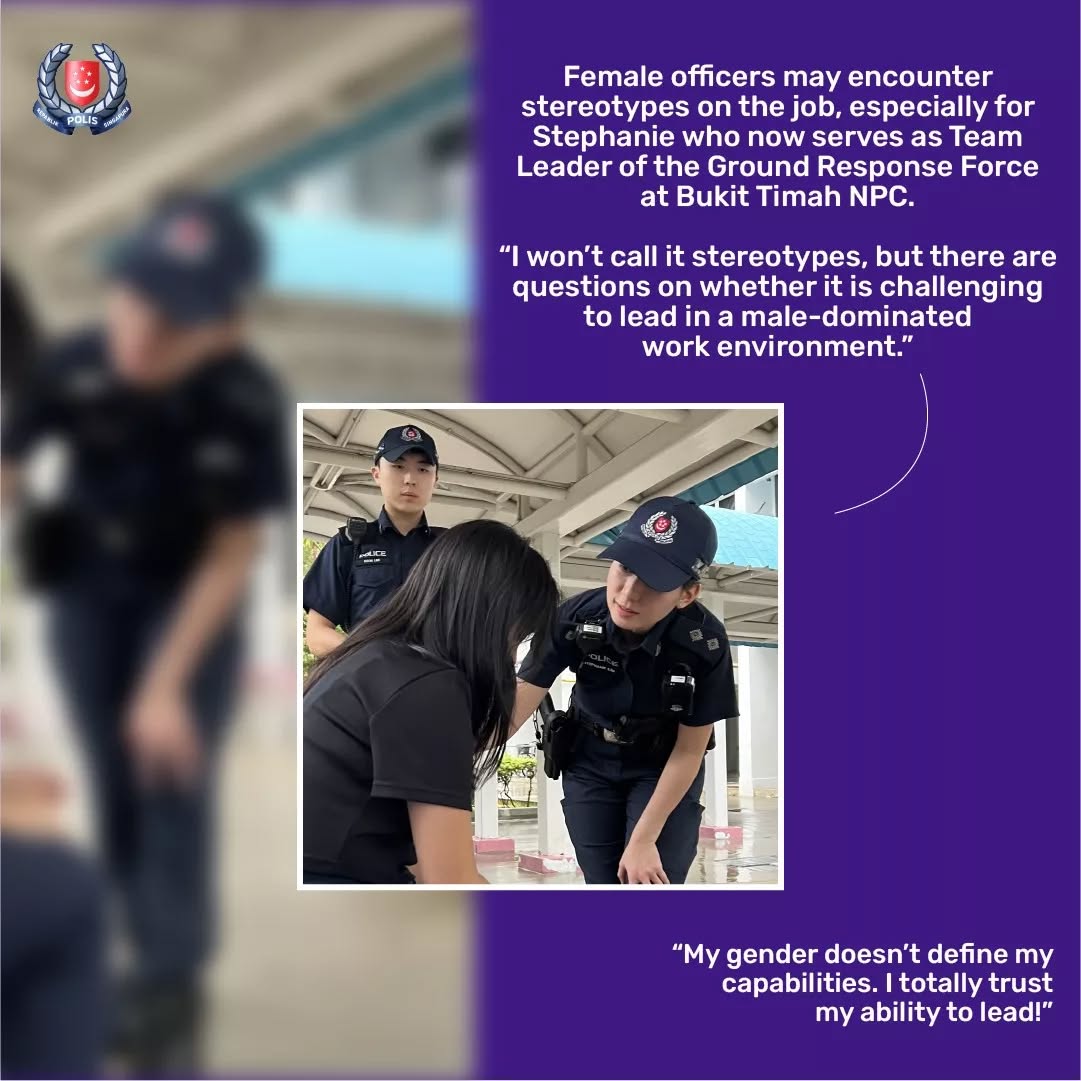 REPUBLIK POLIS SINGAPURA
Female officers may encounter
stereotypes on the job, especially for
Stephanie who now serves as Team
Leader of the Ground Response Force
at Bukit Timah NPC.
“I won’t call it stereotypes, but there are
questions on whether it is challenging
to lead in a male-dominated
work environment.”
POLICE
POLICE
“My gender doesn’t define my
capabilities. I totally trust
my ability to lead!”